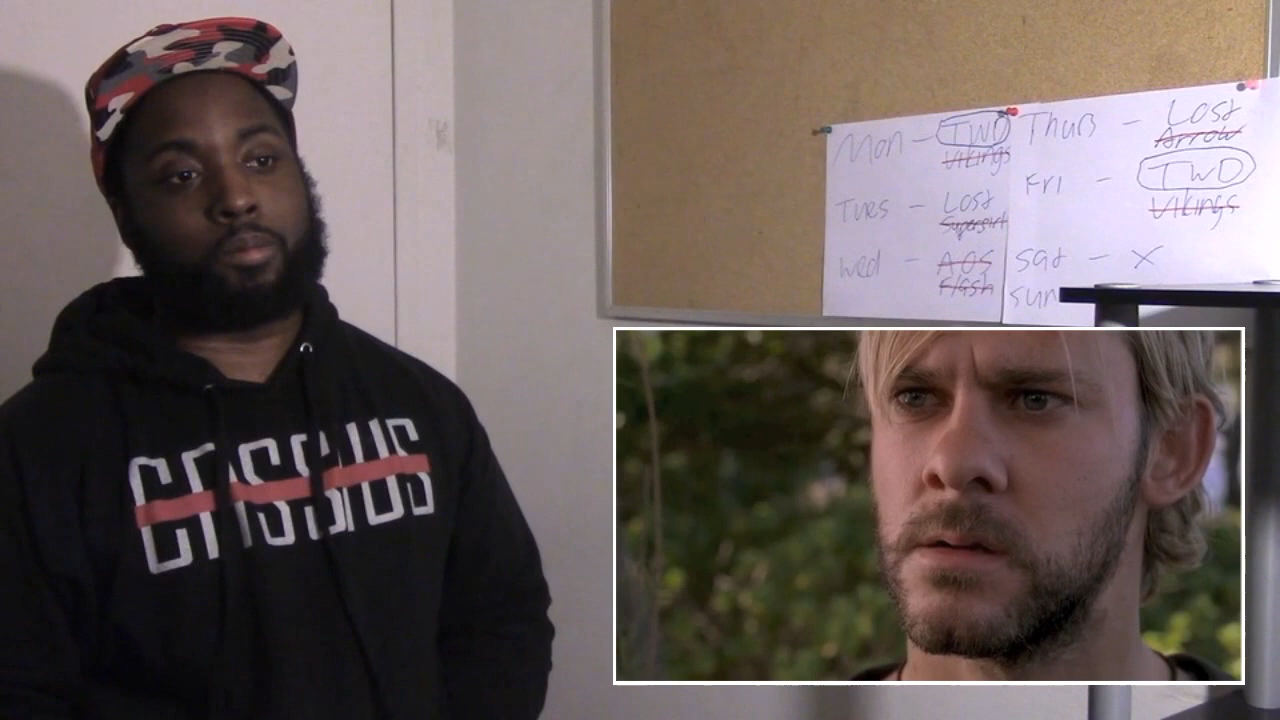 CASSIUS
Mon - TWD
Vikings
Tues - LOST
Supergirl
Wed - AOS
Flash
Thurs - LOST
Arrow
Fri - TWD
Vikings
Sat - X
Sun